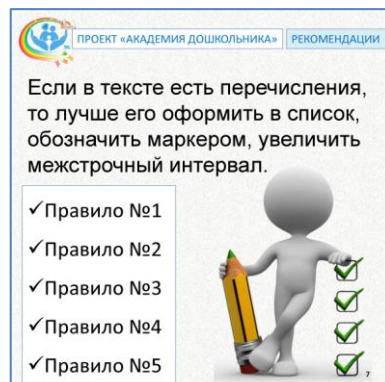 ПРОЕКТ «АКАДЕМИЯ ДОШКОЛЬНИКА» РЕКОМЕНДАЦИИ
Если в тексте есть перечисления,
то лучше его оформить в список,
обозначить маркером, увеличить
межстрочный интервал.
✓Правило №1
✓Правило №2
✓Правило №3
✓Правило №4
✓Правило №5
7